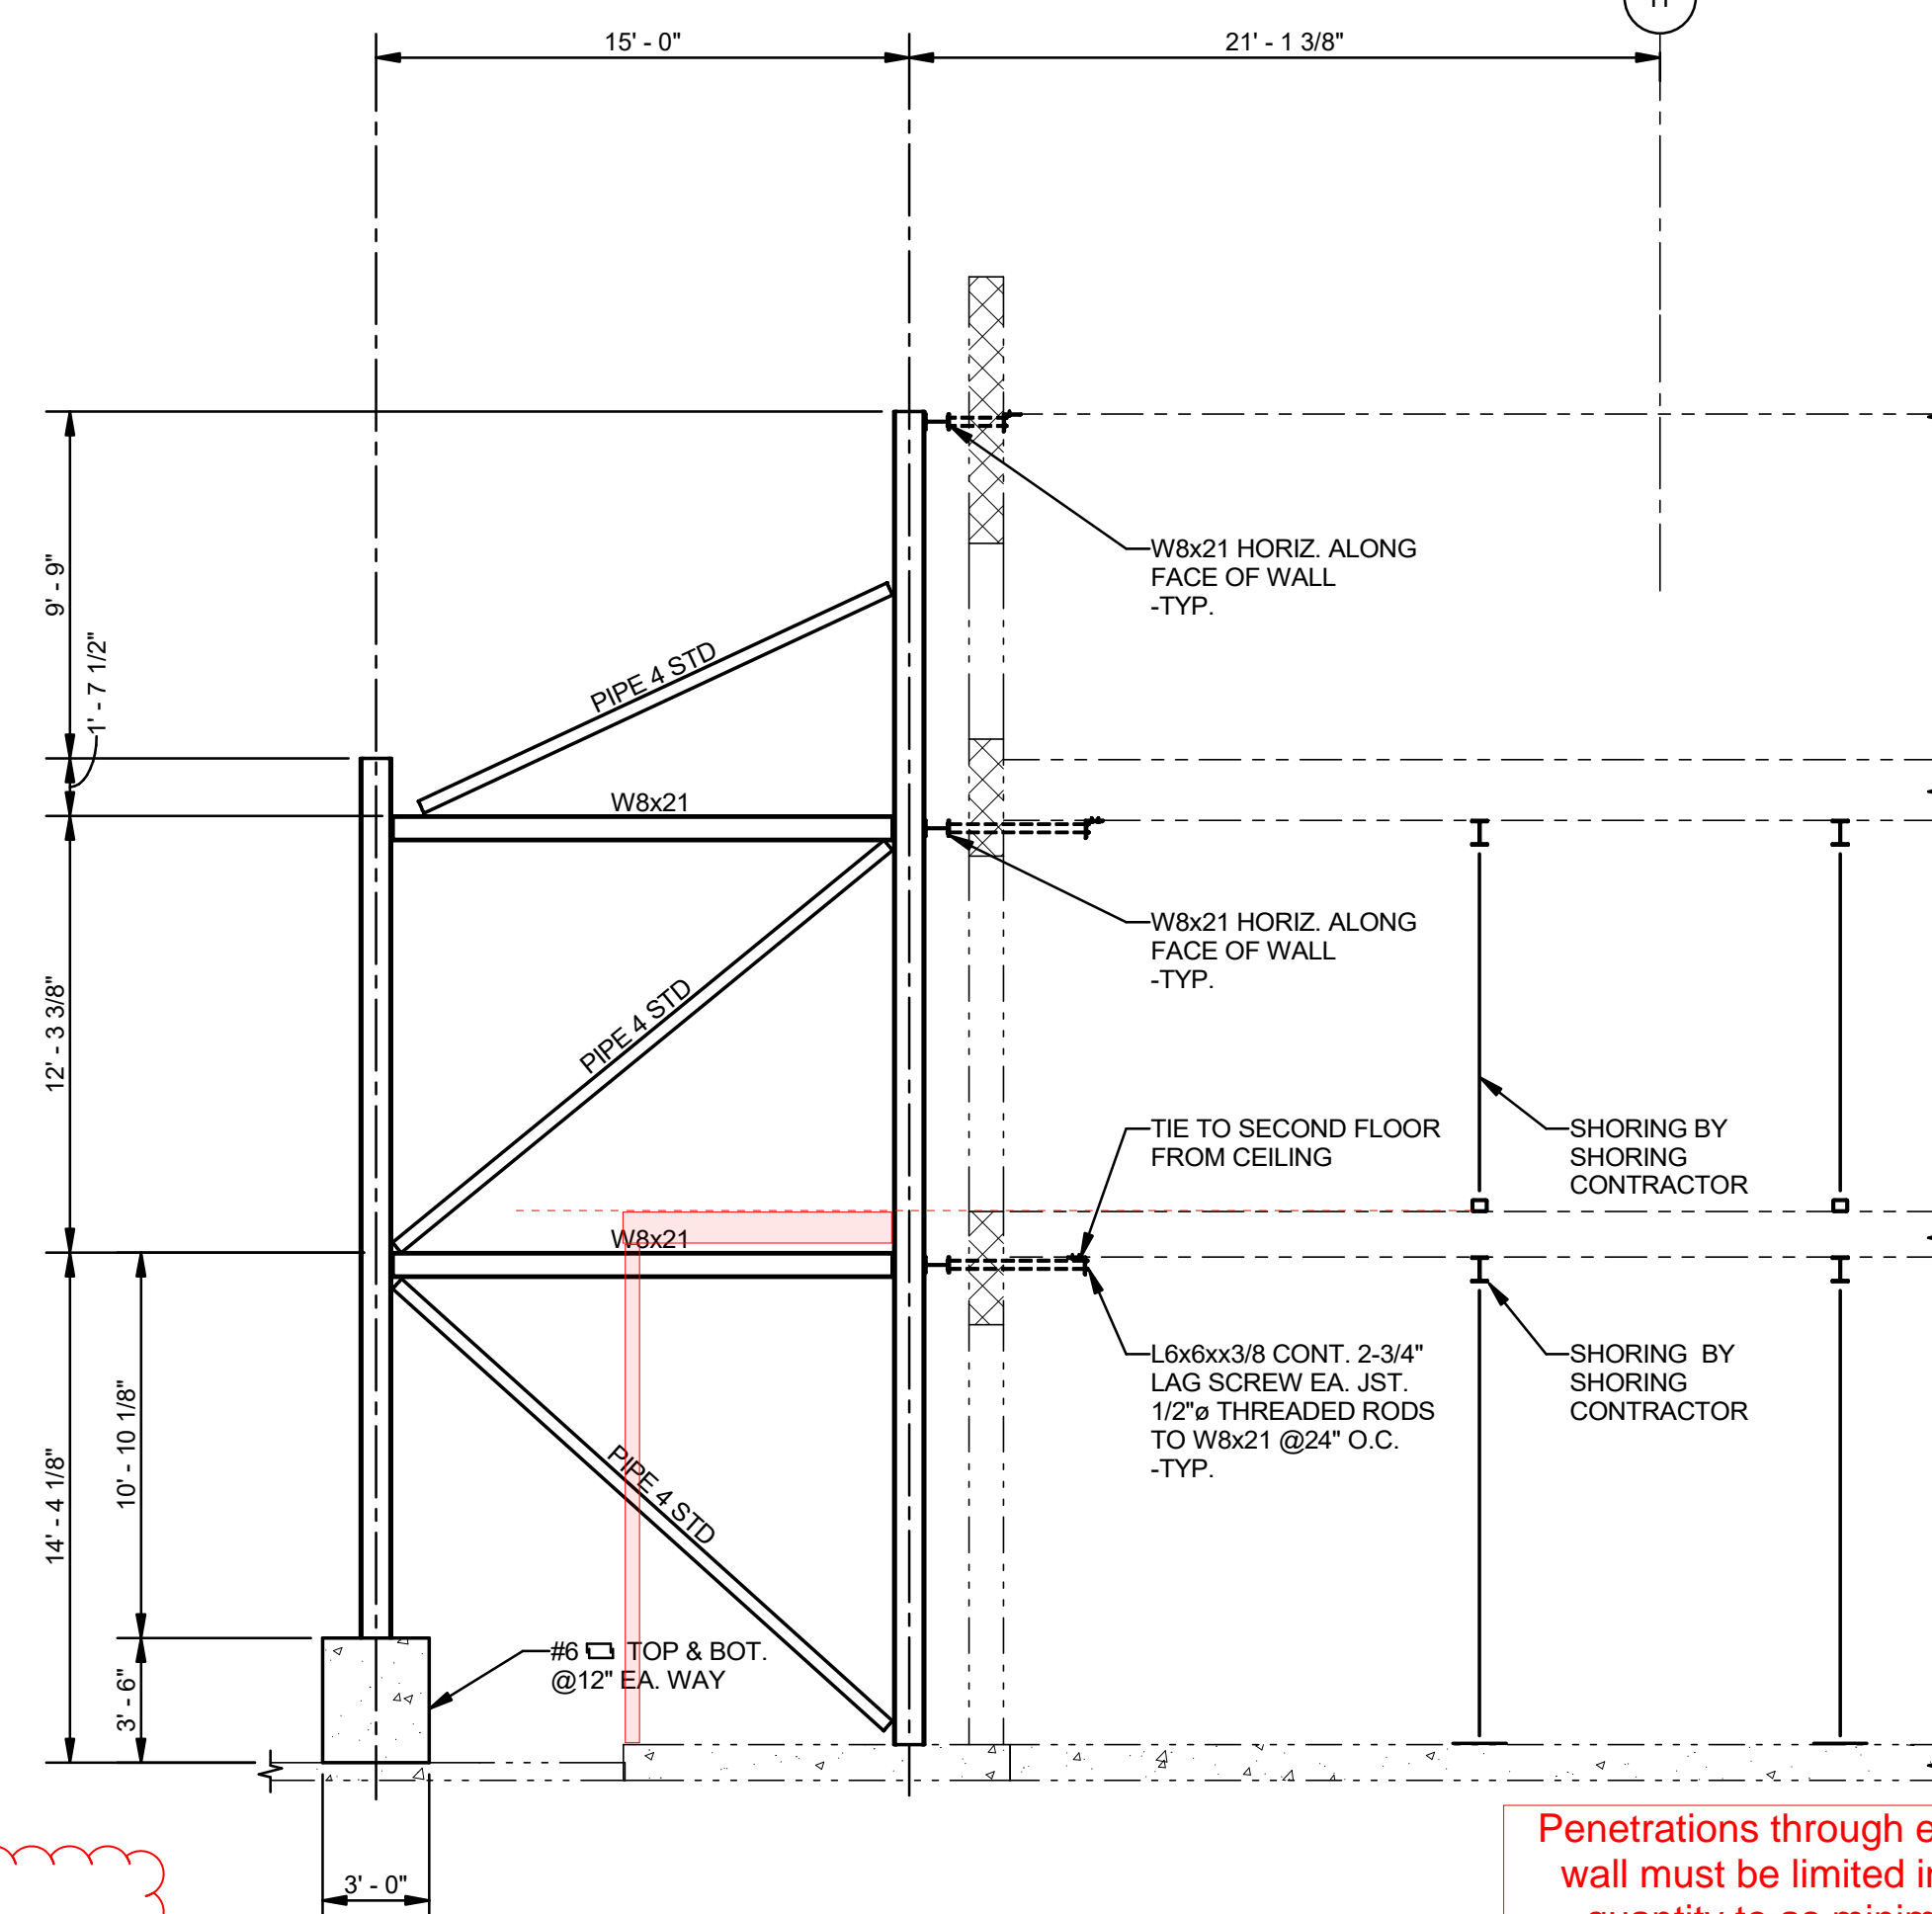 15' - 0"
21' - 1 3/8"
9' - 9"
1' - 7 1/2"
12' - 3 3/8"
14' - 4 1/8"
10' - 10 1/8"
3' - 6"
3' - 0"
PIPE 4 STD
W8x21
PIPE 4 STD
W8x21
PIPE 4 STD
W8x21 HORIZ. ALONG
FACE OF WALL
-TYP.
W8x21 HORIZ. ALONG
FACE OF WALL
-TYP.
TIE TO SECOND FLOOR
FROM CEILING
SHORING BY
SHORING
CONTRACTOR
L6x6xx3/8 CONT. 2-3/4"
LAG SCREW EA. JST.
1/2"ø THREADED RODS
TO W8x21 @24" O.C.
-TYP.
SHORING BY
SHORING
CONTRACTOR
#6 TOP & BOT.
@12" EA. WAY
Penetrations through
wall must be limited
quantity to as